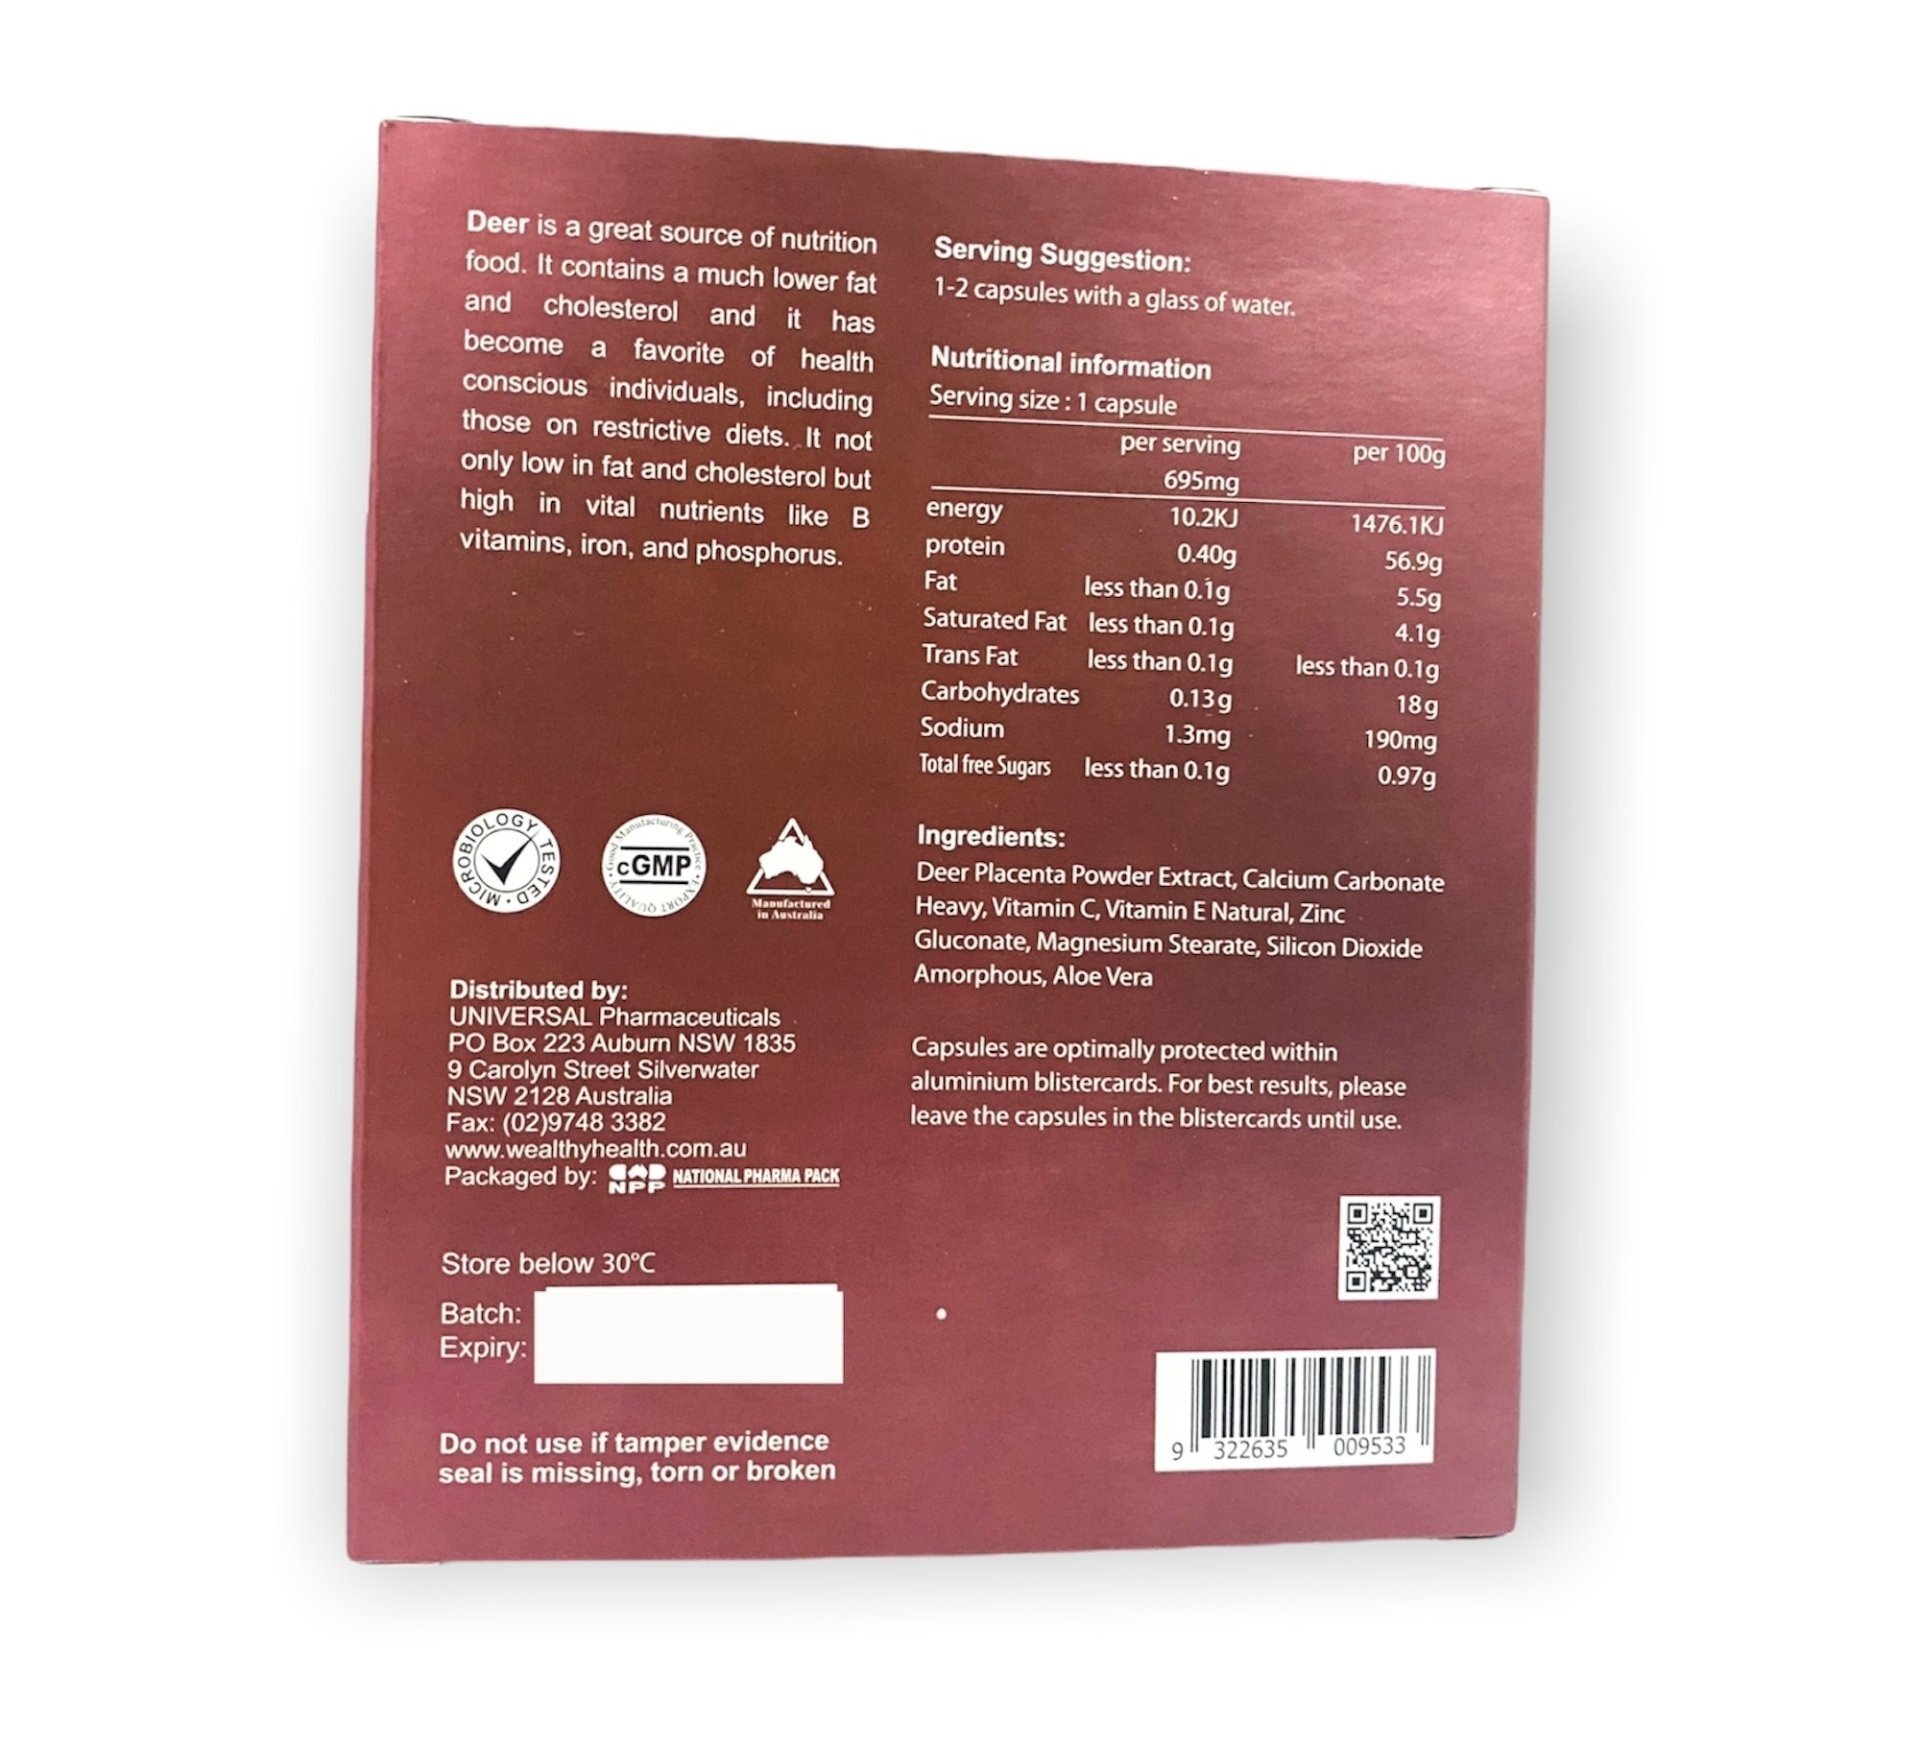 Deer is a great source of nutrition
food. It contains a much lower fat
and cholesterol and it has
become a favorite of health
conscious individuals, including
those on restrictive diets. It not
only low in fat and cholesterol but
high in vital nutrients like B
vitamins, iron, and phosphorus.
MICROBIOLOGY TESTED
Good Manufacturing Practice
cGMP
EXPORT QUALITY
Manufactured
in Australia
Distributed by:
UNIVERSAL Pharmaceuticals
PO Box 223 Auburn NSW 1835
9 Carolyn Street Silverwater
NSW 2128 Australia
Fax: (02)9748 3382
www.wealthyhealth.com.au
Packaged by: NPP NATIONAL PHARMA PACK
Store below 30°C
Batch:
Expiry:
Do not use if tamper evidence
seal is missing, torn or broken
Serving Suggestion:
1-2 capsules with a glass of water.
Nutritional information
Serving size : 1 capsule
per serving per 100g
695mg
energy 10.2KJ 1476.1KJ
protein 0.40g 56.9g
Fat less than 0.1g 5.5g
Saturated Fat less than 0.1g 4.1g
Trans Fat less than 0.1g less than 0.1g
Carbohydrates 0.13g 18g
Sodium 1.3mg 190mg
Total free Sugars less than 0.1g 0.97g
Ingredients:
Deer Placenta Powder Extract, Calcium Carbonate
Heavy, Vitamin C, Vitamin E Natural, Zinc
Gluconate, Magnesium Stearate, Silicon Dioxide
Amorphous, Aloe Vera
Capsules are optimally protected within
aluminium blistercards. For best results, please
leave the capsules in the blistercards until use.
9 322635 009533